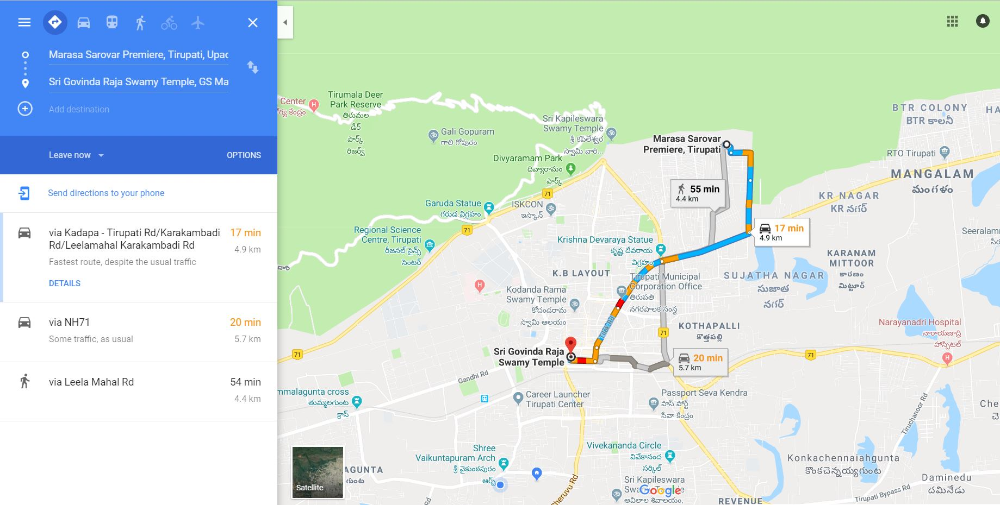 Marasa Sarovar Premiere, Tirupati, Upac
Sri Govinda Raja Swamy Temple, GS Ma
Add destination
Leave now
OPTIONS
Send directions to your phone
via Kadapa - Tirupati Rd/Karakambadi
Rd/Leelamahal Karakambadi Rd
17 min
4.9 km
Fastest route, despite the usual traffic
DETAILS
via NH71
20 min
Some traffic, as usual
5.7 km
via Leela Mahal Rd
54 min
4.4 km
Center
Tirumala Deer
Park Reserve
తిరుమల
డీర్
పార్క్
రిజర్వ్
Gali Gopuram
గాలి గోపురం
Sri Kapileswara
Swamy Temple
శ్రీ కపిలేశ్వర
స్వామి వారి...
Divyaramam Park
దివ్యారామం
పార్క్
71
Marasa Sarovar
Premiere, Tirupati
BTR COLONY
BTR కాలనీ
HA
RTO Tirupati
MANGALAM
మంగళం
KR NAGAR
KR నగర్
55 min
4.4 km
Garuda Statue
గరుడ విగ్రహం
ISKCON
ఇస్కాన్
71
Regional Science
Centre, Tirupati
రీజనల్ సైన్స్
సెంటర్
Krishna Devaraya Statue
కృష్ణ దేవరాయ
విగ్రహం
17 min
4.9 km
Seeralam
KARANAM
MITTOOR
కారణం
మిట్టూర్
దారి
K.B LAYOUT
SUJATHA NAGAR
సుజాత
నగర్
Tirupati Municipal
Corporation Office
తిరుపతి
నగరపాలక సంస్థ
Kodanda Rama
Swamy Temple
కోదండరామ
స్వామి ఆలయం
Tilak Rd
71
KOTHAPALLI
కొత్తపల్లి
Narayanadri Hospital
నారాయణాద్రి
హాస్పిటల్
71
Sri Govinda Raja
Swamy Temple
20 min
5.7 km
71
Gandhi Rd
mmalagunta cross
తుమ్మలగుంట
క్రాస్
Career Launcher
Tirupati Center
Passport Seva Kendra
పాస్ పోర్ట్
సేవా కేంద్రం
Tiruchanoor Rd
Che
చె
Shree
Vaikuntapuram Arch
శ్రీ వైకుంఠపురం
ఆర్చ్
Vivekananda Circle
వివేకానంద
సర్కిల్
Konkachennaiahgunta
కొంకచెన్నయ్యగుంట
Satellite
AGUNTA
గుంట
Daminedu
దమినేడు
Cheruvu Rd
Rd
Sri Kapileswara
Google
Tirupati Bypass Rd
REVENUE